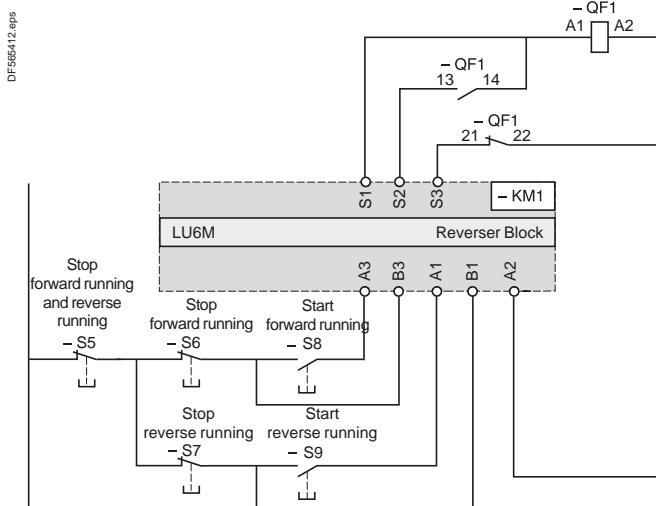 DF565412.eps
– QF1
A1 A2
– QF1
13 14
– QF1
21 22
S1
S2
S3
– KM1
LU6M
Reverser Block
A3
B3
A1
B1
A2
Stop
forward running
and reverse
running
– S5
Stop
forward running
– S6
Start
forward running
– S8
Stop
reverse running
– S7
Start
reverse running
– S9